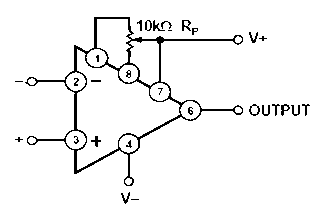 10kΩ RP
V+
1
8
7
− 2 −
6 OUTPUT
+ 3 +
4
V−